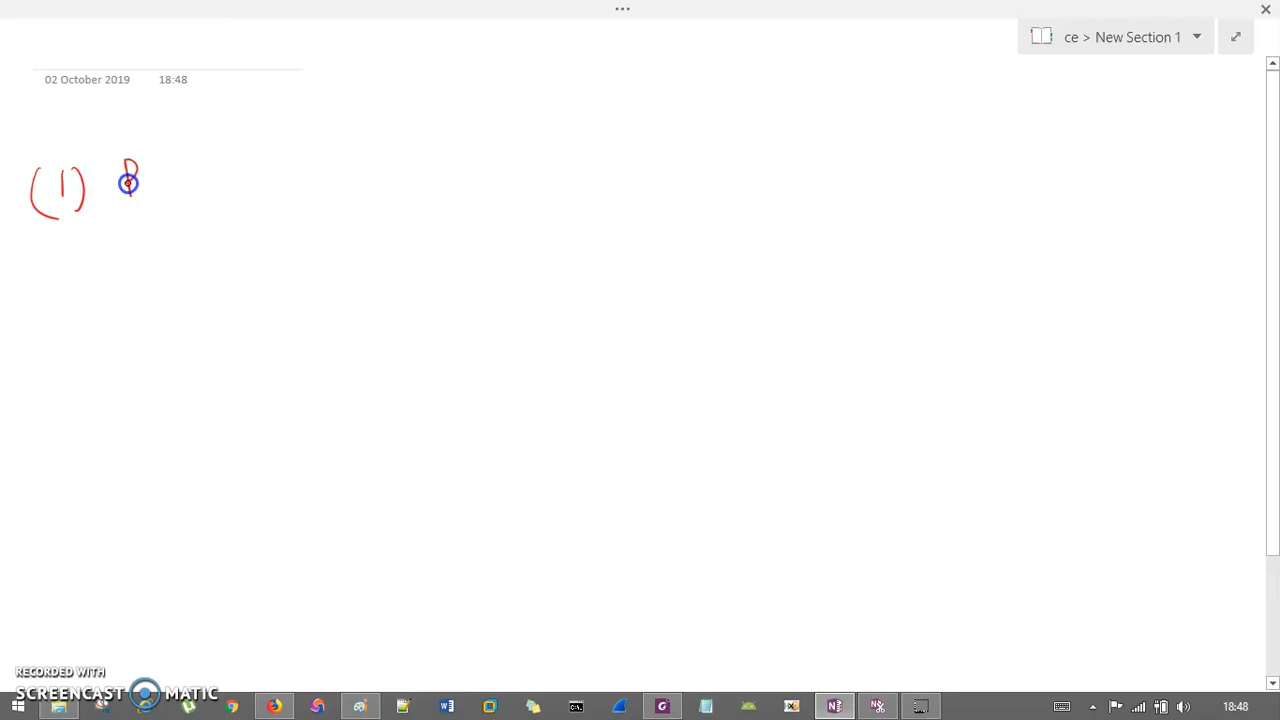 ce > New Section 1
02 October 2019 18:48
(1) P
RECORDED WITH
SCREENCAST MATIC
18:48